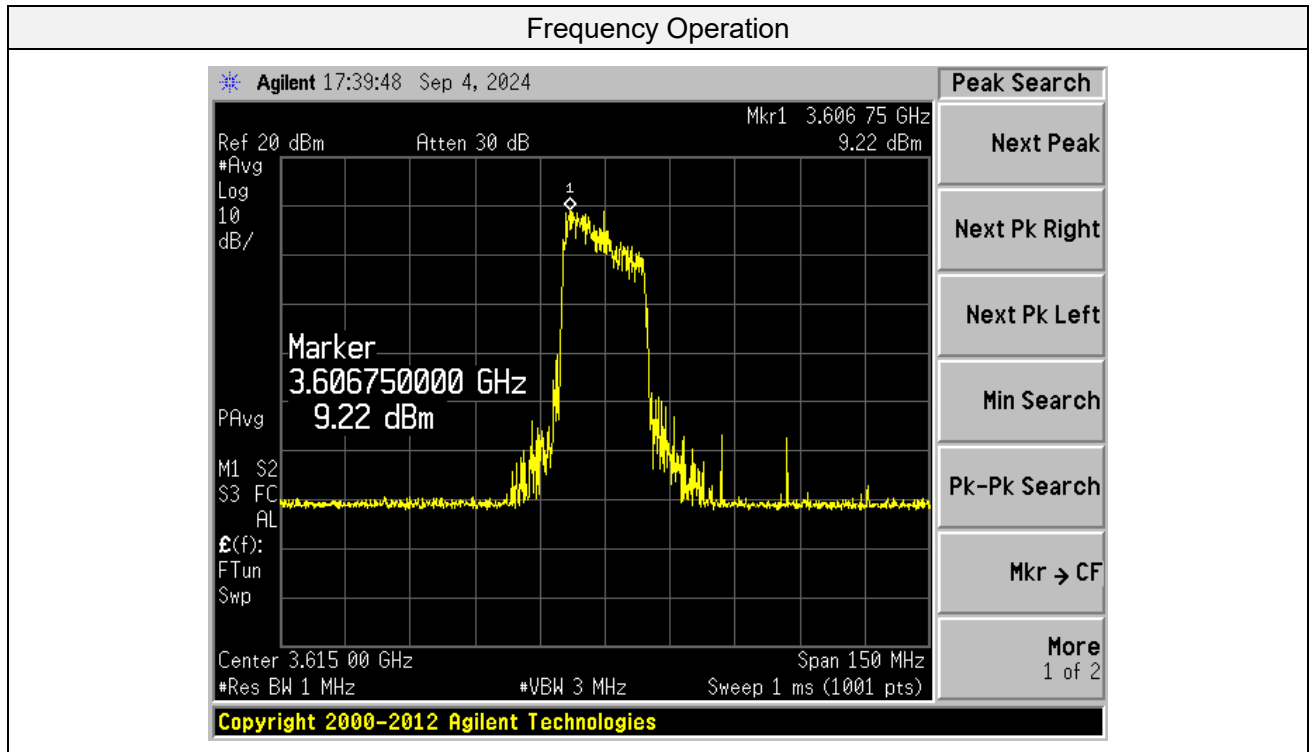 Frequency Operation
Agilent 17:39:48 Sep 4, 2024
Peak Search
Mkr1 3.606 75 GHz
Ref 20 dBm Atten 30 dB 9.22 dBm
#Avg
Log
10
dB/
1
Marker
3.606750000 GHz
9.22 dBm
PAvg
M1 S2
S3 FC
AL
£(f):
FTun
Swp
Center 3.615 00 GHz Span 150 MHz
#Res BW 1 MHz #VBW 3 MHz Sweep 1 ms (1001 pts)
Copyright 2000-2012 Agilent Technologies
Next Peak
Next Pk Right
Next Pk Left
Min Search
Pk-Pk Search
Mkr → CF
More
1 of 2